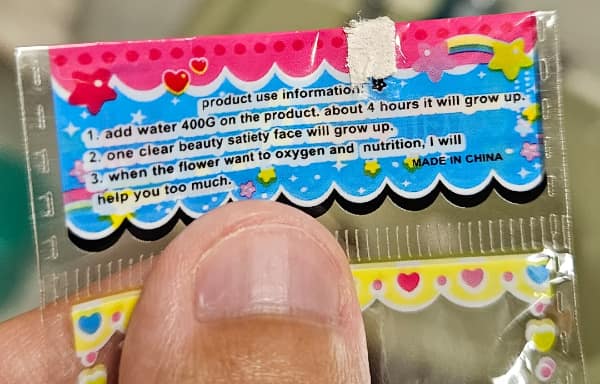 product use information:
1. add water 400G on the product. about 4 hours it will grow up.
2. one clear beauty satiety face will grow up.
3. when the flower want to oxygen and nutrition, I will
help you too much.
MADE IN CHINA